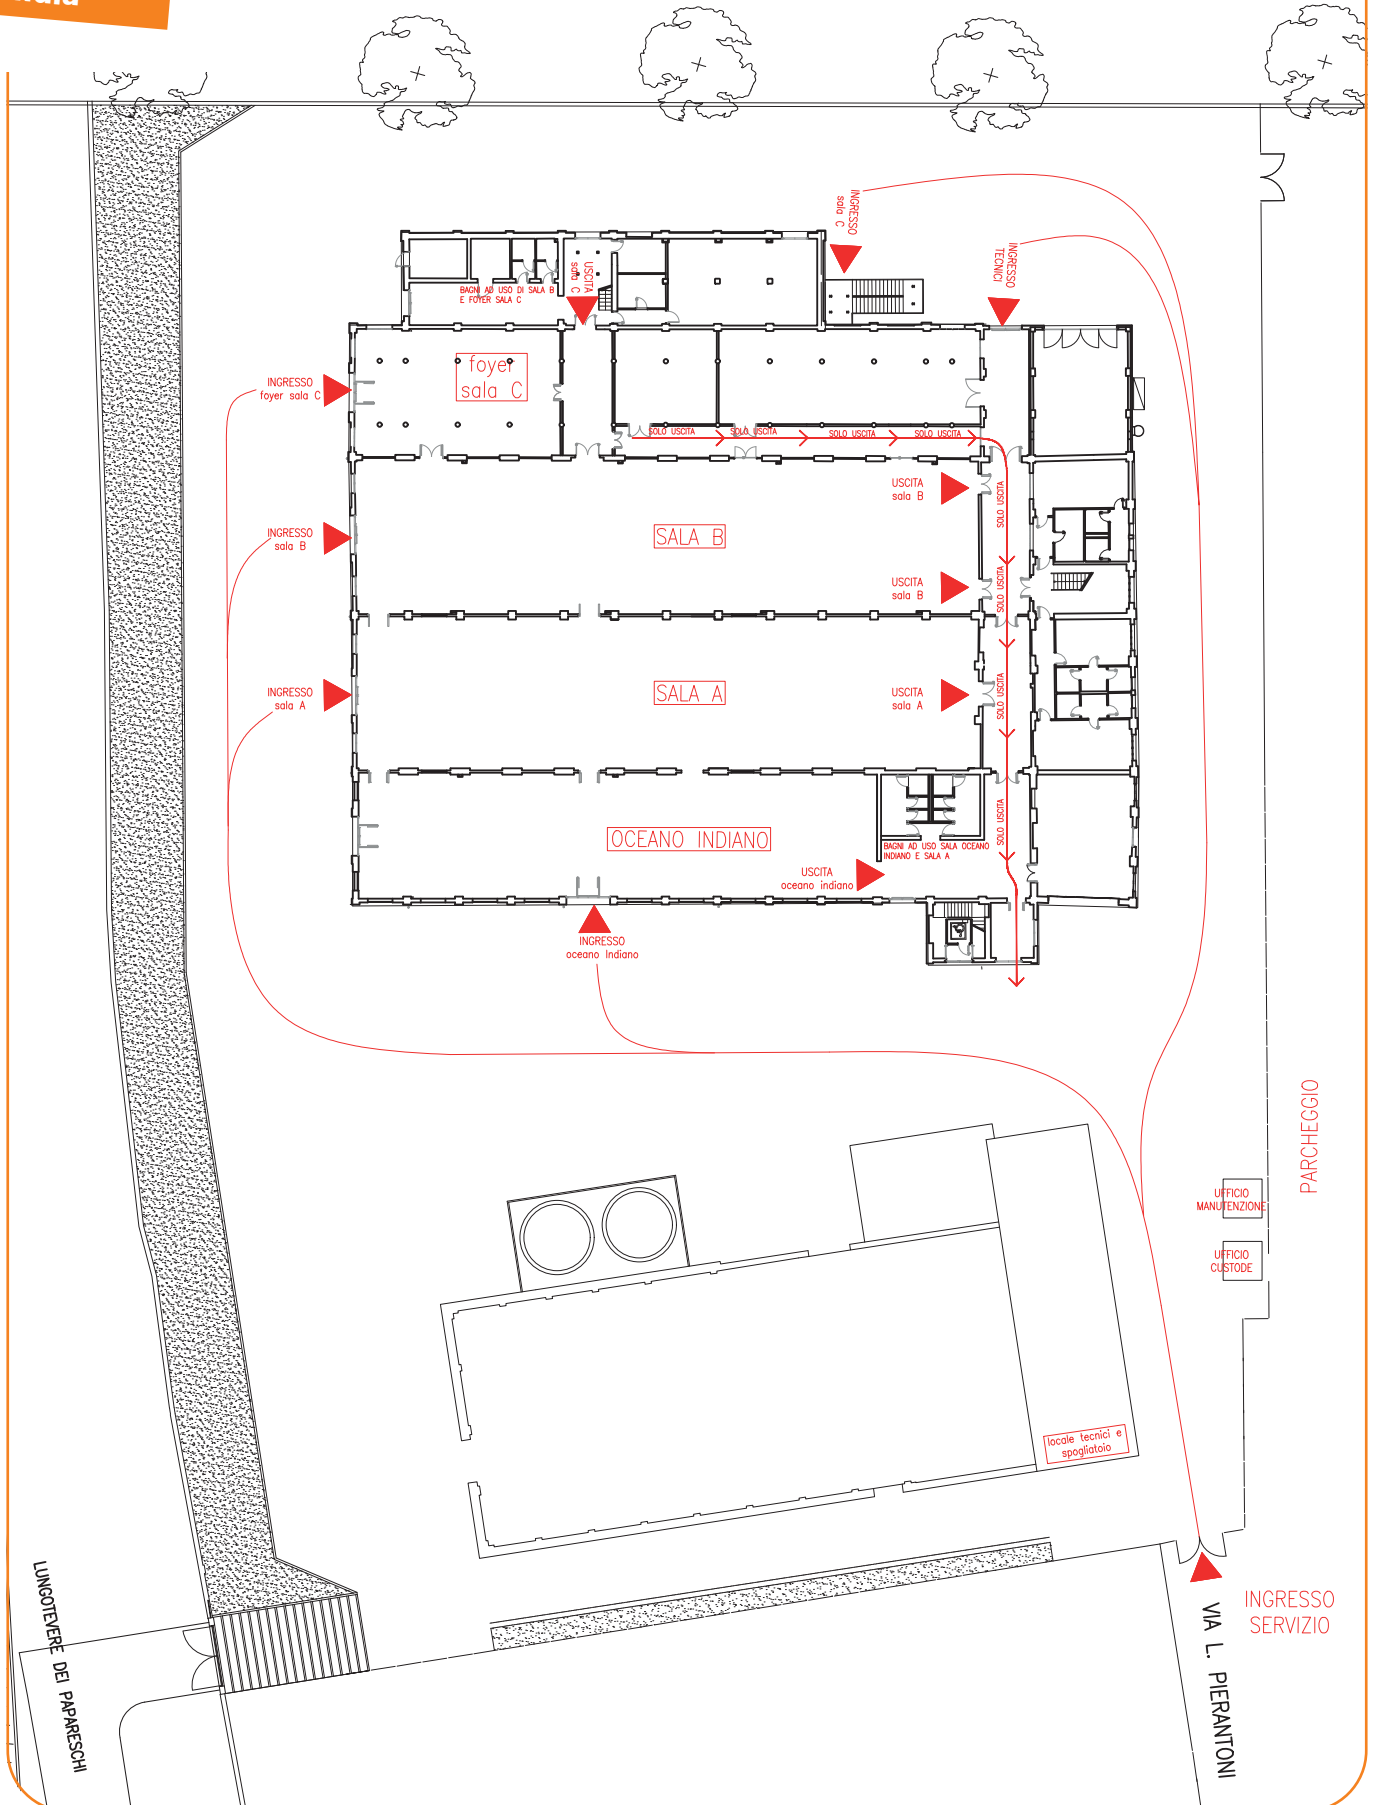 INGRESSO
sala C
INGRESSO
TECNICI
USCITA
sala C
BAGNI AD USO DI SALA B
E FOYER SALA C
foyer
sala C
INGRESSO
foyer sala C
SOLO USCITA
SOLO USCITA
SOLO USCITA
SOLO USCITA
USCITA
sala B
SOLO USCITA
INGRESSO
sala B
SALA B
USCITA
sala B
SOLO USCITA
INGRESSO
sala A
SALA A
USCITA
sala A
SOLO USCITA
OCEANO INDIANO
SOLO USCITA
BAGNI AD USO SALA OCEANO
INDIANO E SALA A
USCITA
oceano indiano
INGRESSO
oceano Indiano
PARCHEGGIO
UFFICIO
MANUTENZIONE
UFFICIO
CUSTODE
locale tecnici e
spogliatoio
INGRESSO
SERVIZIO
VIA L. PIERANTONI
LUNGOTEVERE DEI PAPARESCHI